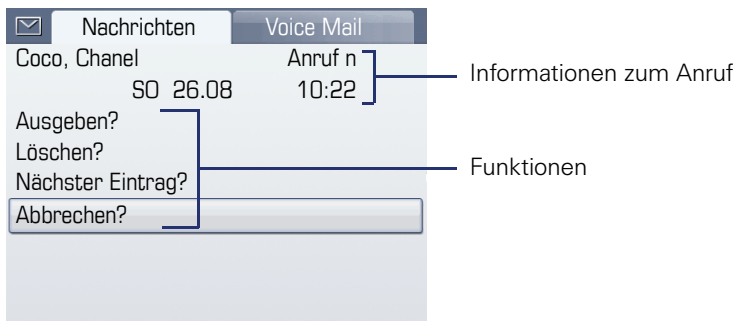 Nachrichten Voice Mail
Coco, Chanel Anruf n
SO 26.08 10:22
Informationen zum Anruf
Ausgeben?
Löschen?
Nächster Eintrag?
Funktionen
Abbrechen?